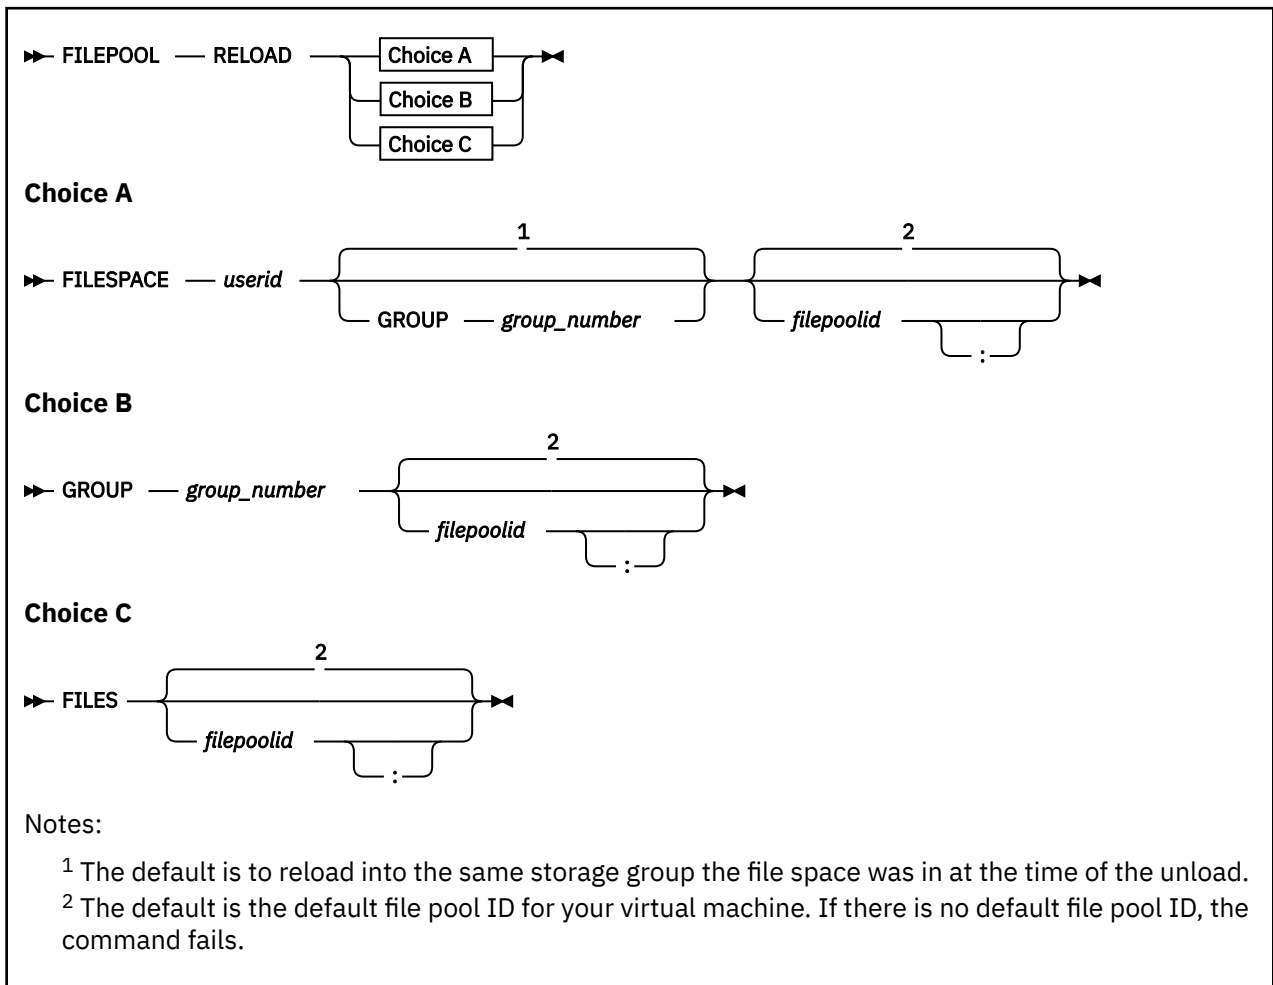 FILEPOOL RELOAD Choice A
Choice B
Choice C
Choice A
1 2
FILESPACE userid
GROUP group_number filepoolid
:
Choice B
2
GROUP group_number
filepoolid
:
Choice C
2
FILES
filepoolid
:
Notes:
1 The default is to reload into the same storage group the file space was in at the time of the unload.
2 The default is the default file pool ID for your virtual machine. If there is no default file pool ID, the
command fails.